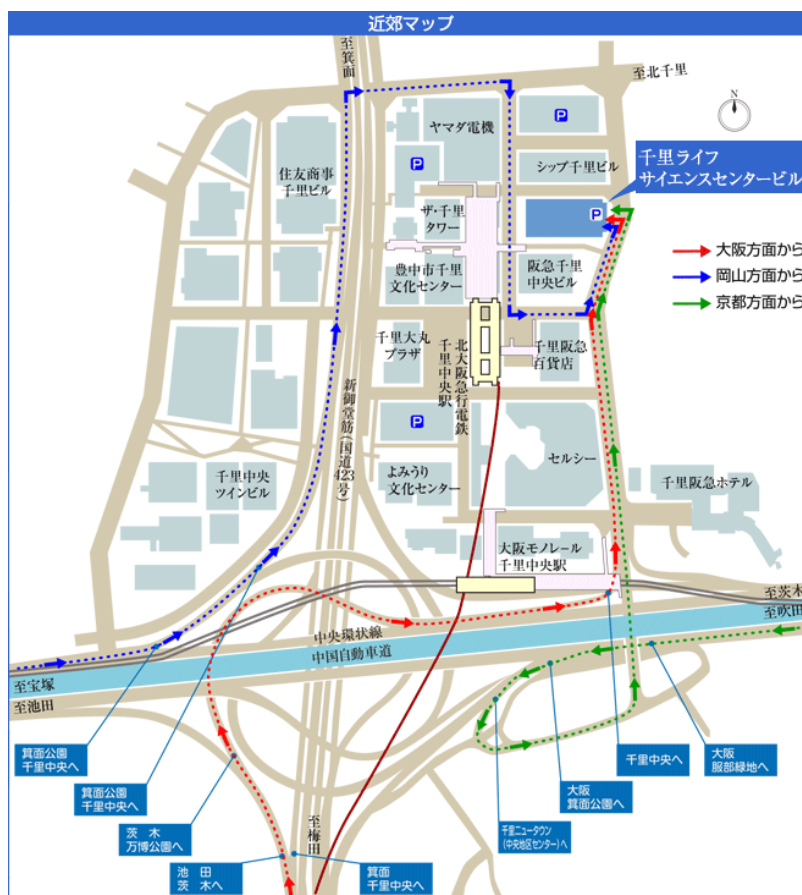 近郊マップ
至箕面
至北千里
N
ヤマダ電機
P
P
住友商事
千里ビル
シップ千里ビル
千里ライフ
サイエンスセンタービル
P
ザ・千里
タワー
豊中市千里
文化センター
阪急千里
中央ビル
大阪方面から
岡山方面から
京都方面から
千里大丸
プラザ
北大阪急行電鉄
千里中央駅
千里阪急
百貨店
新御堂筋(国道423号)
P
セルシー
千里中央
ツインビル
よみうり
文化センター
千里阪急ホテル
大阪モノレール
千里中央駅
至茨木
至吹田
中央環状線
中国自動車道
至宝塚
至池田
箕面公園
千里中央へ
箕面公園
千里中央へ
茨 木
万博公園へ
池 田
茨 木へ
至梅田
箕面
千里中央へ
千里ニュータウン
(中央地区センター)へ
大阪
箕面公園へ
千里中央へ
大阪
服部緑地へ